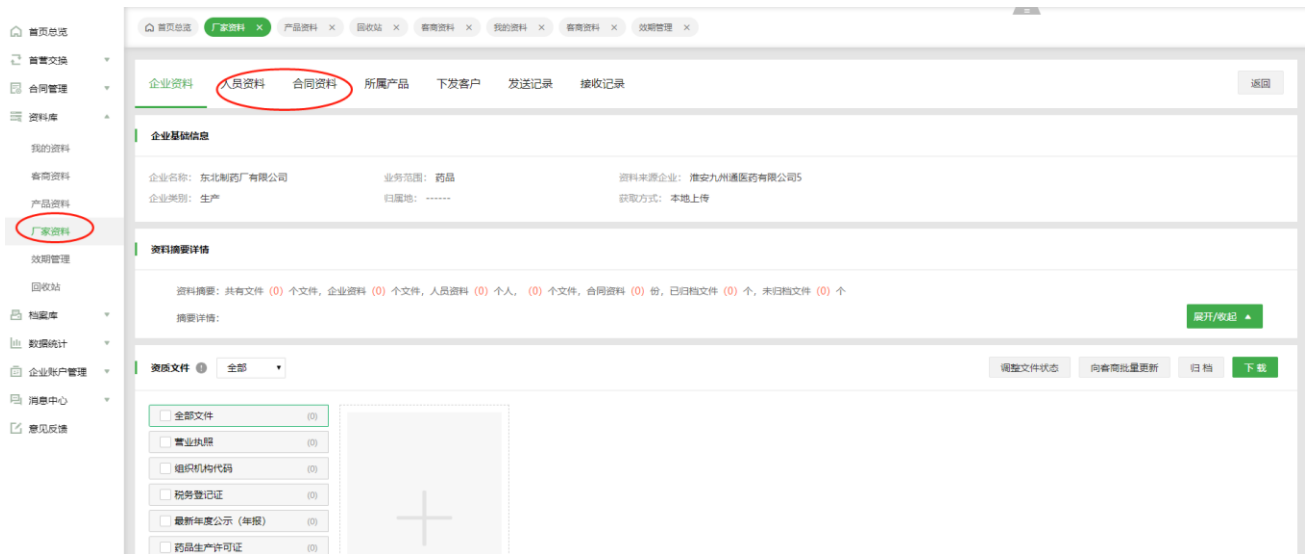 首页总览
首营交换
合同管理
资料库
我的资料
客商资料
产品资料
厂家资料
效期管理
回收站
档案库
数据统计
企业账户管理
消息中心
意见反馈
首页总览 厂家资料 × 产品资料 × 回收站 × 客商资料 × 我的资料 × 客商资料 × 效期管理 ×
企业资料 人员资料 合同资料 所属产品 下发客户 发送记录 接收记录 返回
企业基础信息
企业名称: 东北制药厂有限公司 业务范围: 药品 资料来源企业: 淮安九州通医药有限公司5
企业类别: 生产 归属地: ------ 获取方式: 本地上传
资料摘要详情
资料摘要: 共有文件 (0) 个文件, 企业资料 (0) 个文件, 人员资料 (0) 个人, (0) 个文件, 合同资料 (0) 份, 已归档文件 (0) 个, 未归档文件 (0) 个
摘要详情:
展开/收起
资质文件 全部 调整文件状态 向客商批量更新 归 档 下 载
全部文件 (0)
营业执照 (0)
组织机构代码 (0)
税务登记证 (0)
最新年度公示（年报） (0)
药品生产许可证 (0)